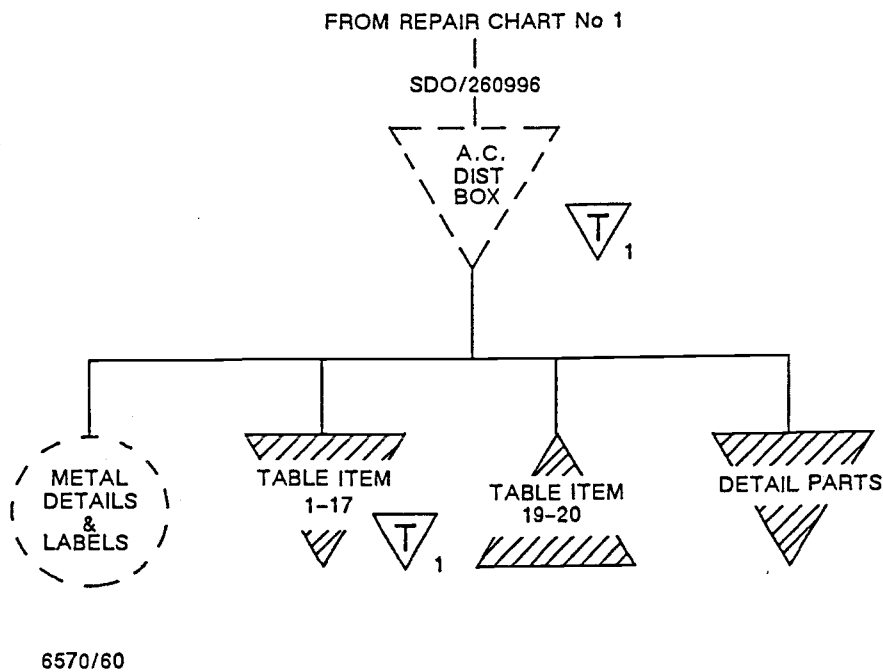 FROM REPAIR CHART No 1
SDO/260996
A.C.
DIST
BOX
T
1
METAL
DETAILS
&
LABELS
TABLE ITEM
1-17
T
1
TABLE ITEM
19-20
DETAIL PARTS
6570/60